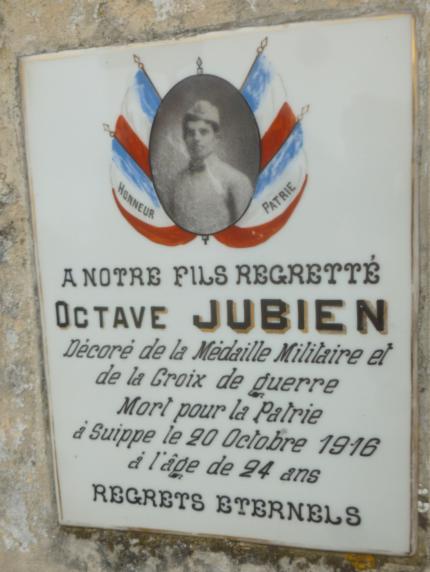 HONNEUR
PATRIE
A NOTRE FILS REGRETTÉ
OCTAVE JUBIEN
Décoré de la Médaille Militaire et
de la Croix de guerre
Mort pour la Patrie
à Suippe le 20 Octobre 1916
à l'âge de 24 ans
REGRETS ETERNELS